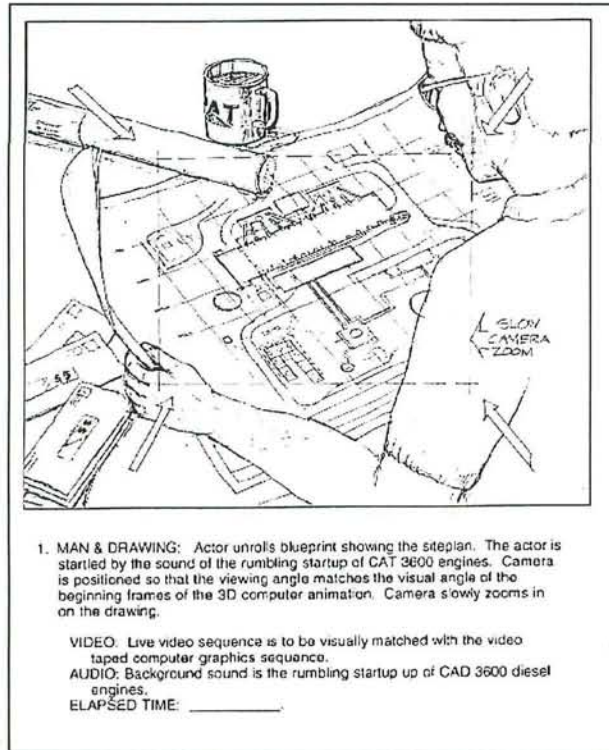 CAT
SLOW
CAMERA
ZOOM
1. MAN & DRAWING: Actor unrolls blueprint showing the siteplan. The actor is
startled by the sound of the rumbling startup of CAT 3600 engines. Camera
is positioned so that the viewing angle matches the visual angle of the
beginning frames of the 3D computer animation. Camera slowly zooms in
on the drawing.
VIDEO: Live video sequence is to be visually matched with the video
taped computer graphics sequence.
AUDIO: Background sound is the rumbling startup up of CAD 3600 diesel
engines.
ELAPSED TIME: ____________.